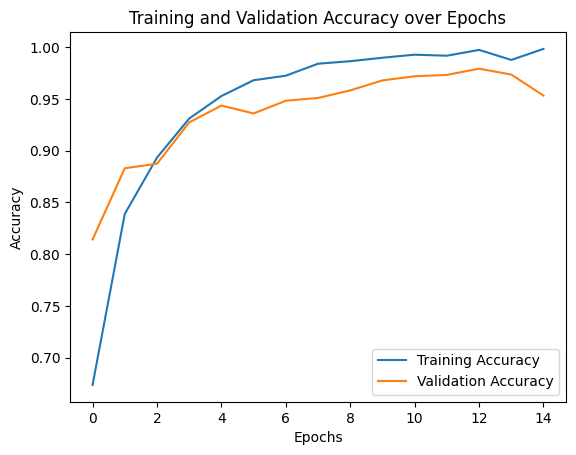 Training and Validation Accuracy over Epochs
1.00
0.95
0.90
0.85
0.80
0.75
0.70
Accuracy
Training Accuracy
Validation Accuracy
0 2 4 6 8 10 12 14
Epochs